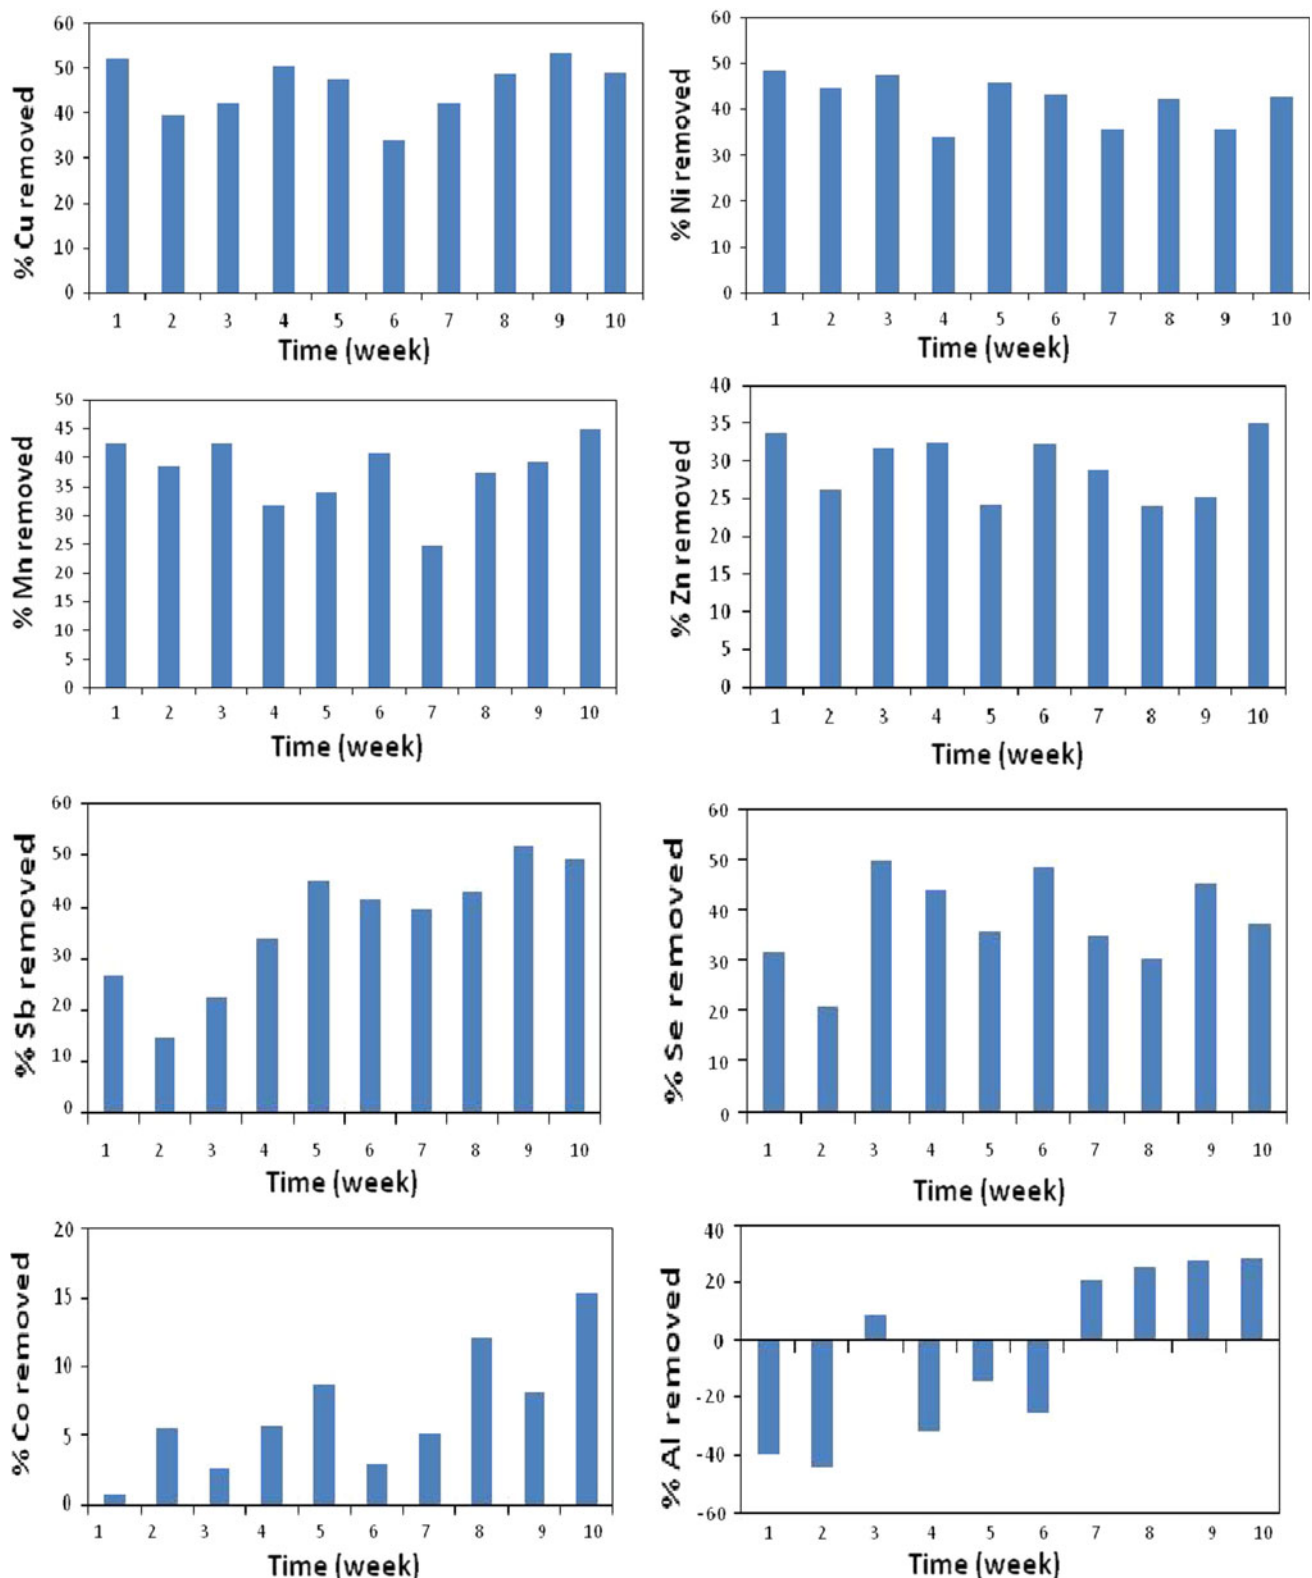 % Cu removed
60
50
40
30
20
10
0
1 2 3 4 5 6 7 8 9 10
Time (week)
% Ni removed
60
50
40
30
20
10
0
1 2 3 4 5 6 7 8 9 10
Time (week)
% Mn removed
50
45
40
35
30
25
20
15
10
5
0
1 2 3 4 5 6 7 8 9 10
Time (week)
% Zn removed
40
35
30
25
20
15
10
5
0
1 2 3 4 5 6 7 8 9 10
Time (week)
% Sb removed
60
50
40
30
20
10
0
1 2 3 4 5 6 7 8 9 10
Time (week)
% Se removed
60
50
40
30
20
10
0
1 2 3 4 5 6 7 8 9 10
Time (week)
% Co removed
20
15
10
5
0
1 2 3 4 5 6 7 8 9 10
Time (week)
% Al removed
40
20
0
-20
-40
-60
1 2 3 4 5 6 7 8 9 10
Time (week)